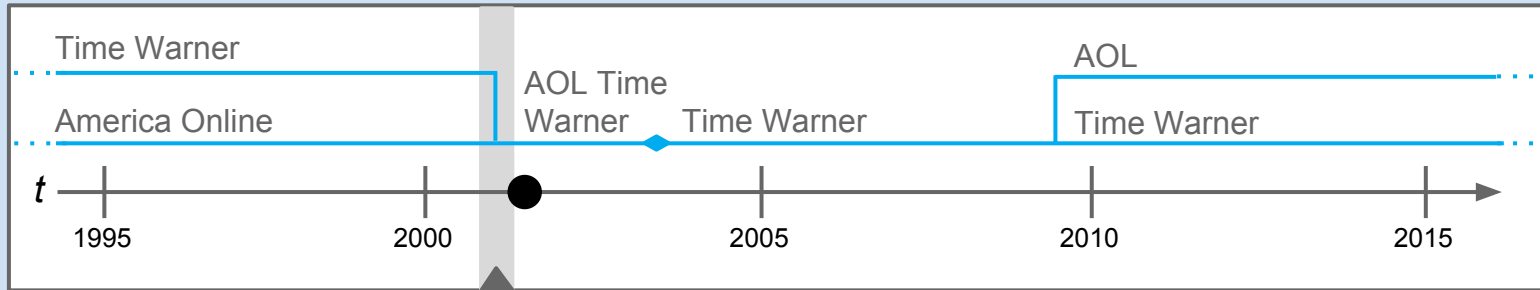 Time Warner
America Online
AOL Time
Warner
Time Warner
AOL
Time Warner
t
1995
2000
2005
2010
2015